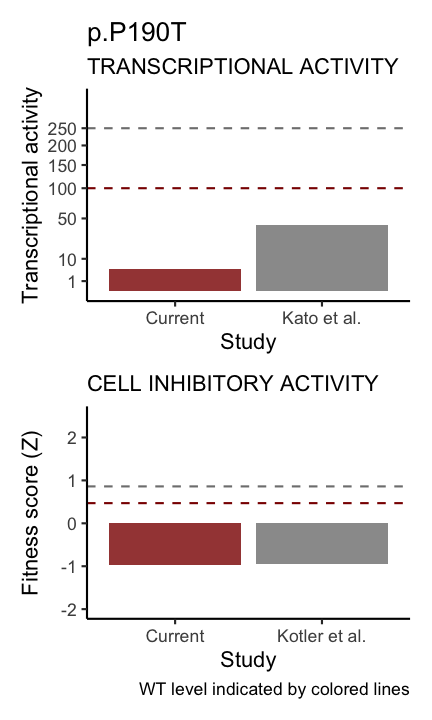 p.P190T
TRANSCRIPTIONAL ACTIVITY
Transcriptional activity
250
200
150
100
50
10
1
Current
Kato et al.
Study
CELL INHIBITORY ACTIVITY
Fitness score (Z)
2
1
0
-1
-2
Current
Kotler et al.
Study
WT level indicated by colored lines